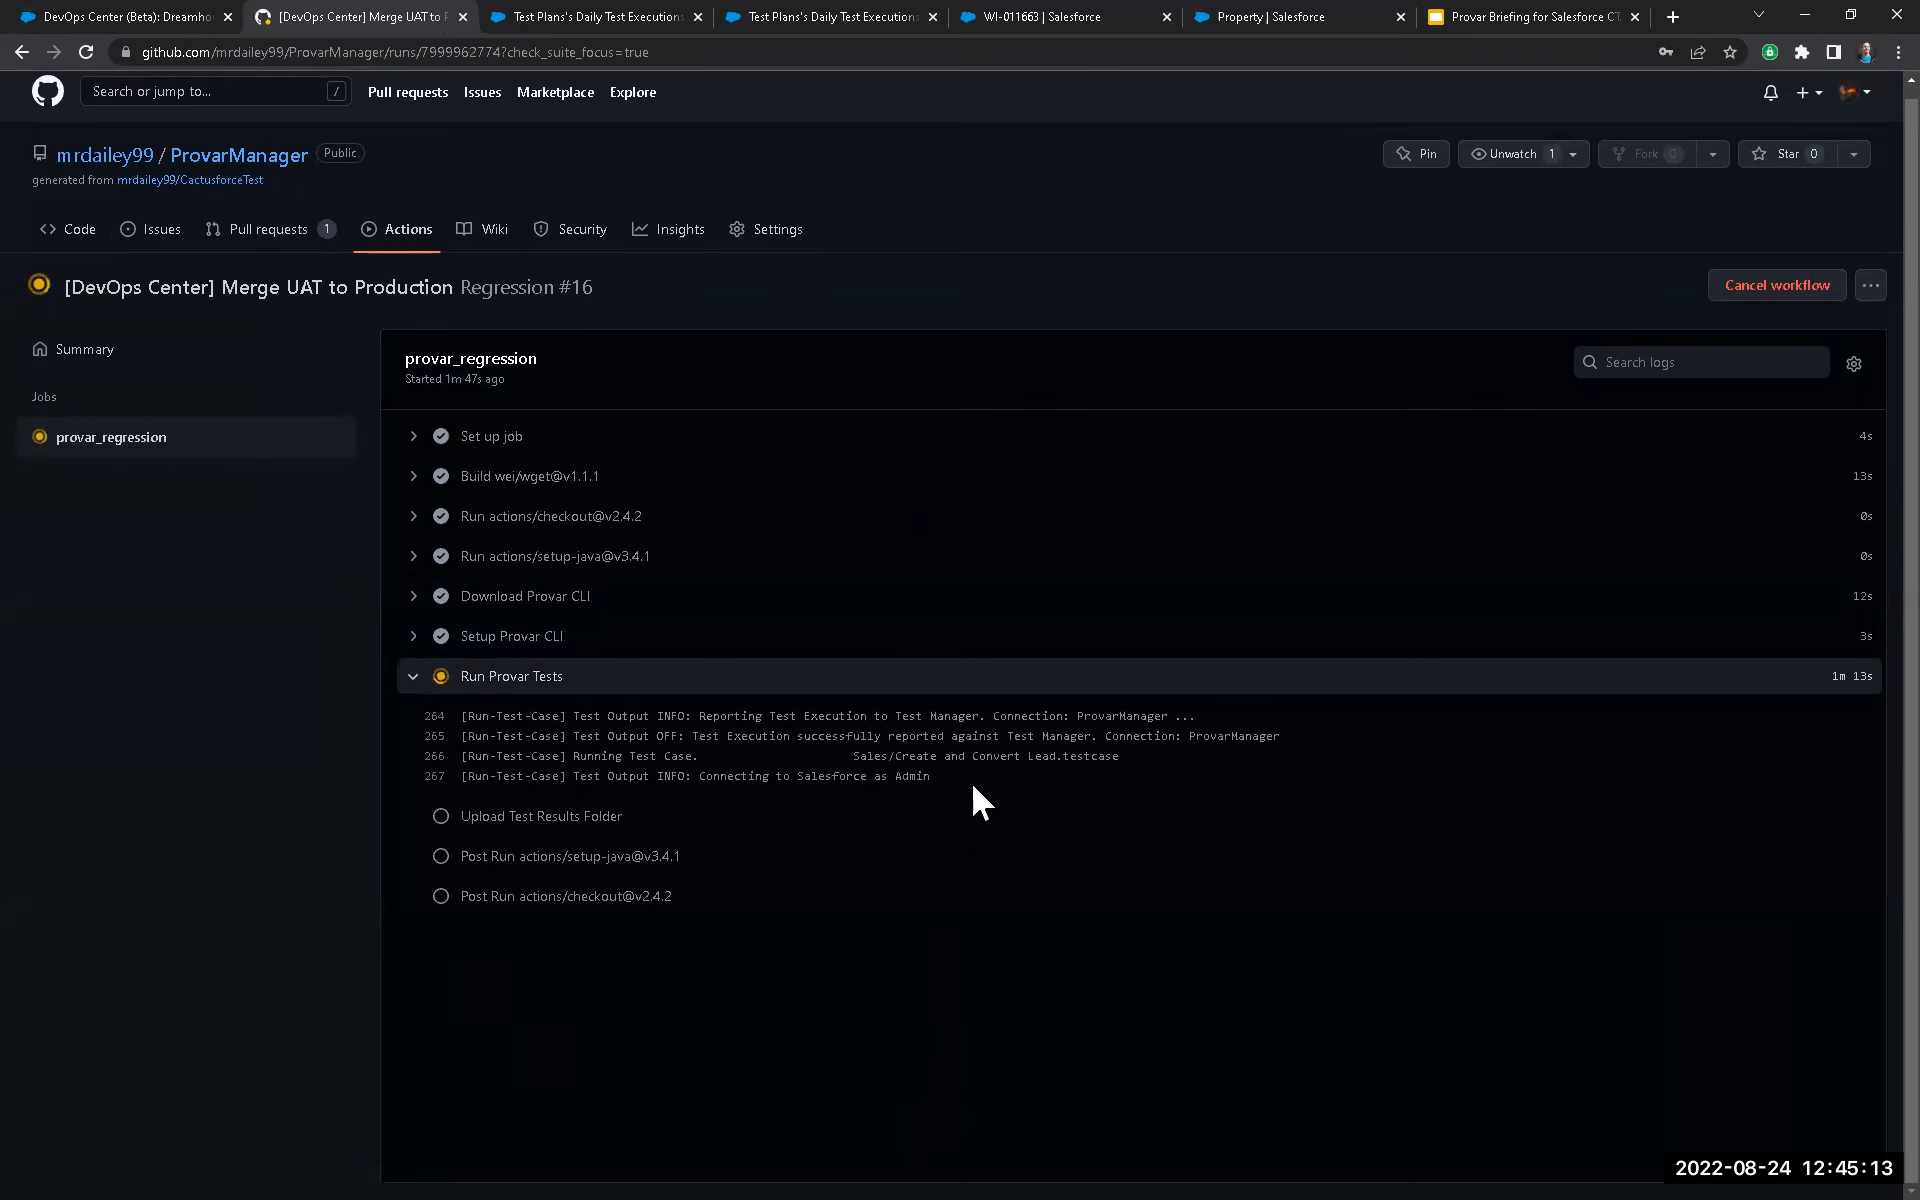 DevOps Center (Beta): Dreamho
[DevOps Center] Merge UAT to P
Test Plans's Daily Test Executions
Test Plans's Daily Test Executions
WI-011663 | Salesforce
Property | Salesforce
Provar Briefing for Salesforce CT
github.com/mrdailey99/ProvarManager/runs/7999962774?check_suite_focus=true
Search or jump to...
/
Pull requests
Issues
Marketplace
Explore
mrdailey99 / ProvarManager
Public
Pin
Unwatch 1
Fork 0
Star 0
generated from mrdailey99/CactusforceTest
Code
Issues
Pull requests 1
Actions
Wiki
Security
Insights
Settings
[DevOps Center] Merge UAT to Production Regression #16
Cancel workflow
...
Summary
Jobs
provar_regression
provar_regression
Started 1m 47s ago
Search logs
Set up job 4s
Build wei/wget@v1.1.1 13s
Run actions/checkout@v2.4.2 0s
Run actions/setup-java@v3.4.1 0s
Download Provar CLI 12s
Setup Provar CLI 3s
Run Provar Tests 1m 13s
264 [Run-Test-Case] Test Output INFO: Reporting Test Execution to Test Manager. Connection: ProvarManager ...
265 [Run-Test-Case] Test Output OFF: Test Execution successfully reported against Test Manager. Connection: ProvarManager
266 [Run-Test-Case] Running Test Case. Sales/Create and Convert Lead.testcase
267 [Run-Test-Case] Test Output INFO: Connecting to Salesforce as Admin
Upload Test Results Folder
Post Run actions/setup-java@v3.4.1
Post Run actions/checkout@v2.4.2
2022-08-24 12:45:13